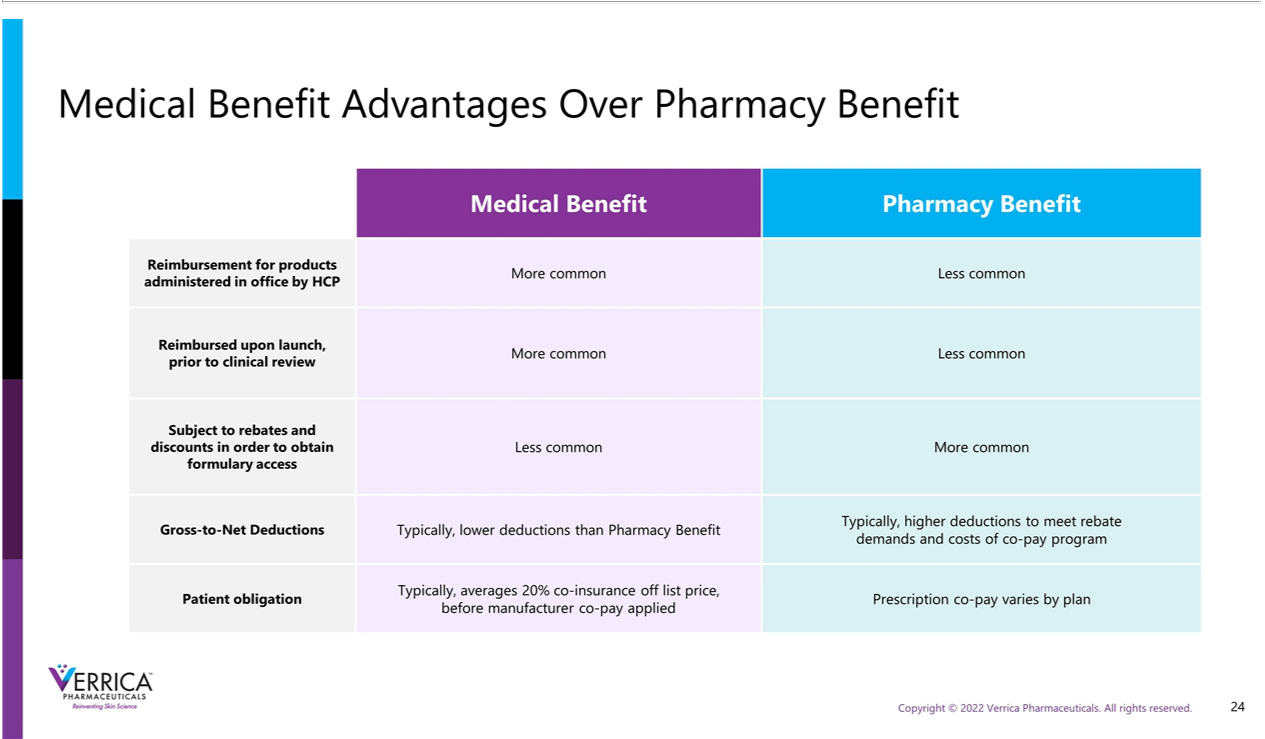 Medical Benefit Advantages Over Pharmacy Benefit
Medical Benefit
Pharmacy Benefit
Reimbursement for products
administered in office by HCP
More common
Less common
Reimbursed upon launch,
prior to clinical review
More common
Less common
Subject to rebates and
discounts in order to obtain
formulary access
Less common
More common
Gross-to-Net Deductions
Typically, lower deductions than Pharmacy Benefit
Typically, higher deductions to meet rebate
demands and costs of co-pay program
Patient obligation
Typically, averages 20% co-insurance off list price,
before manufacturer co-pay applied
Prescription co-pay varies by plan
VERRICA™
PHARMACEUTICALS
Reinventing Skin Science
Copyright © 2022 Verrica Pharmaceuticals. All rights reserved.
24